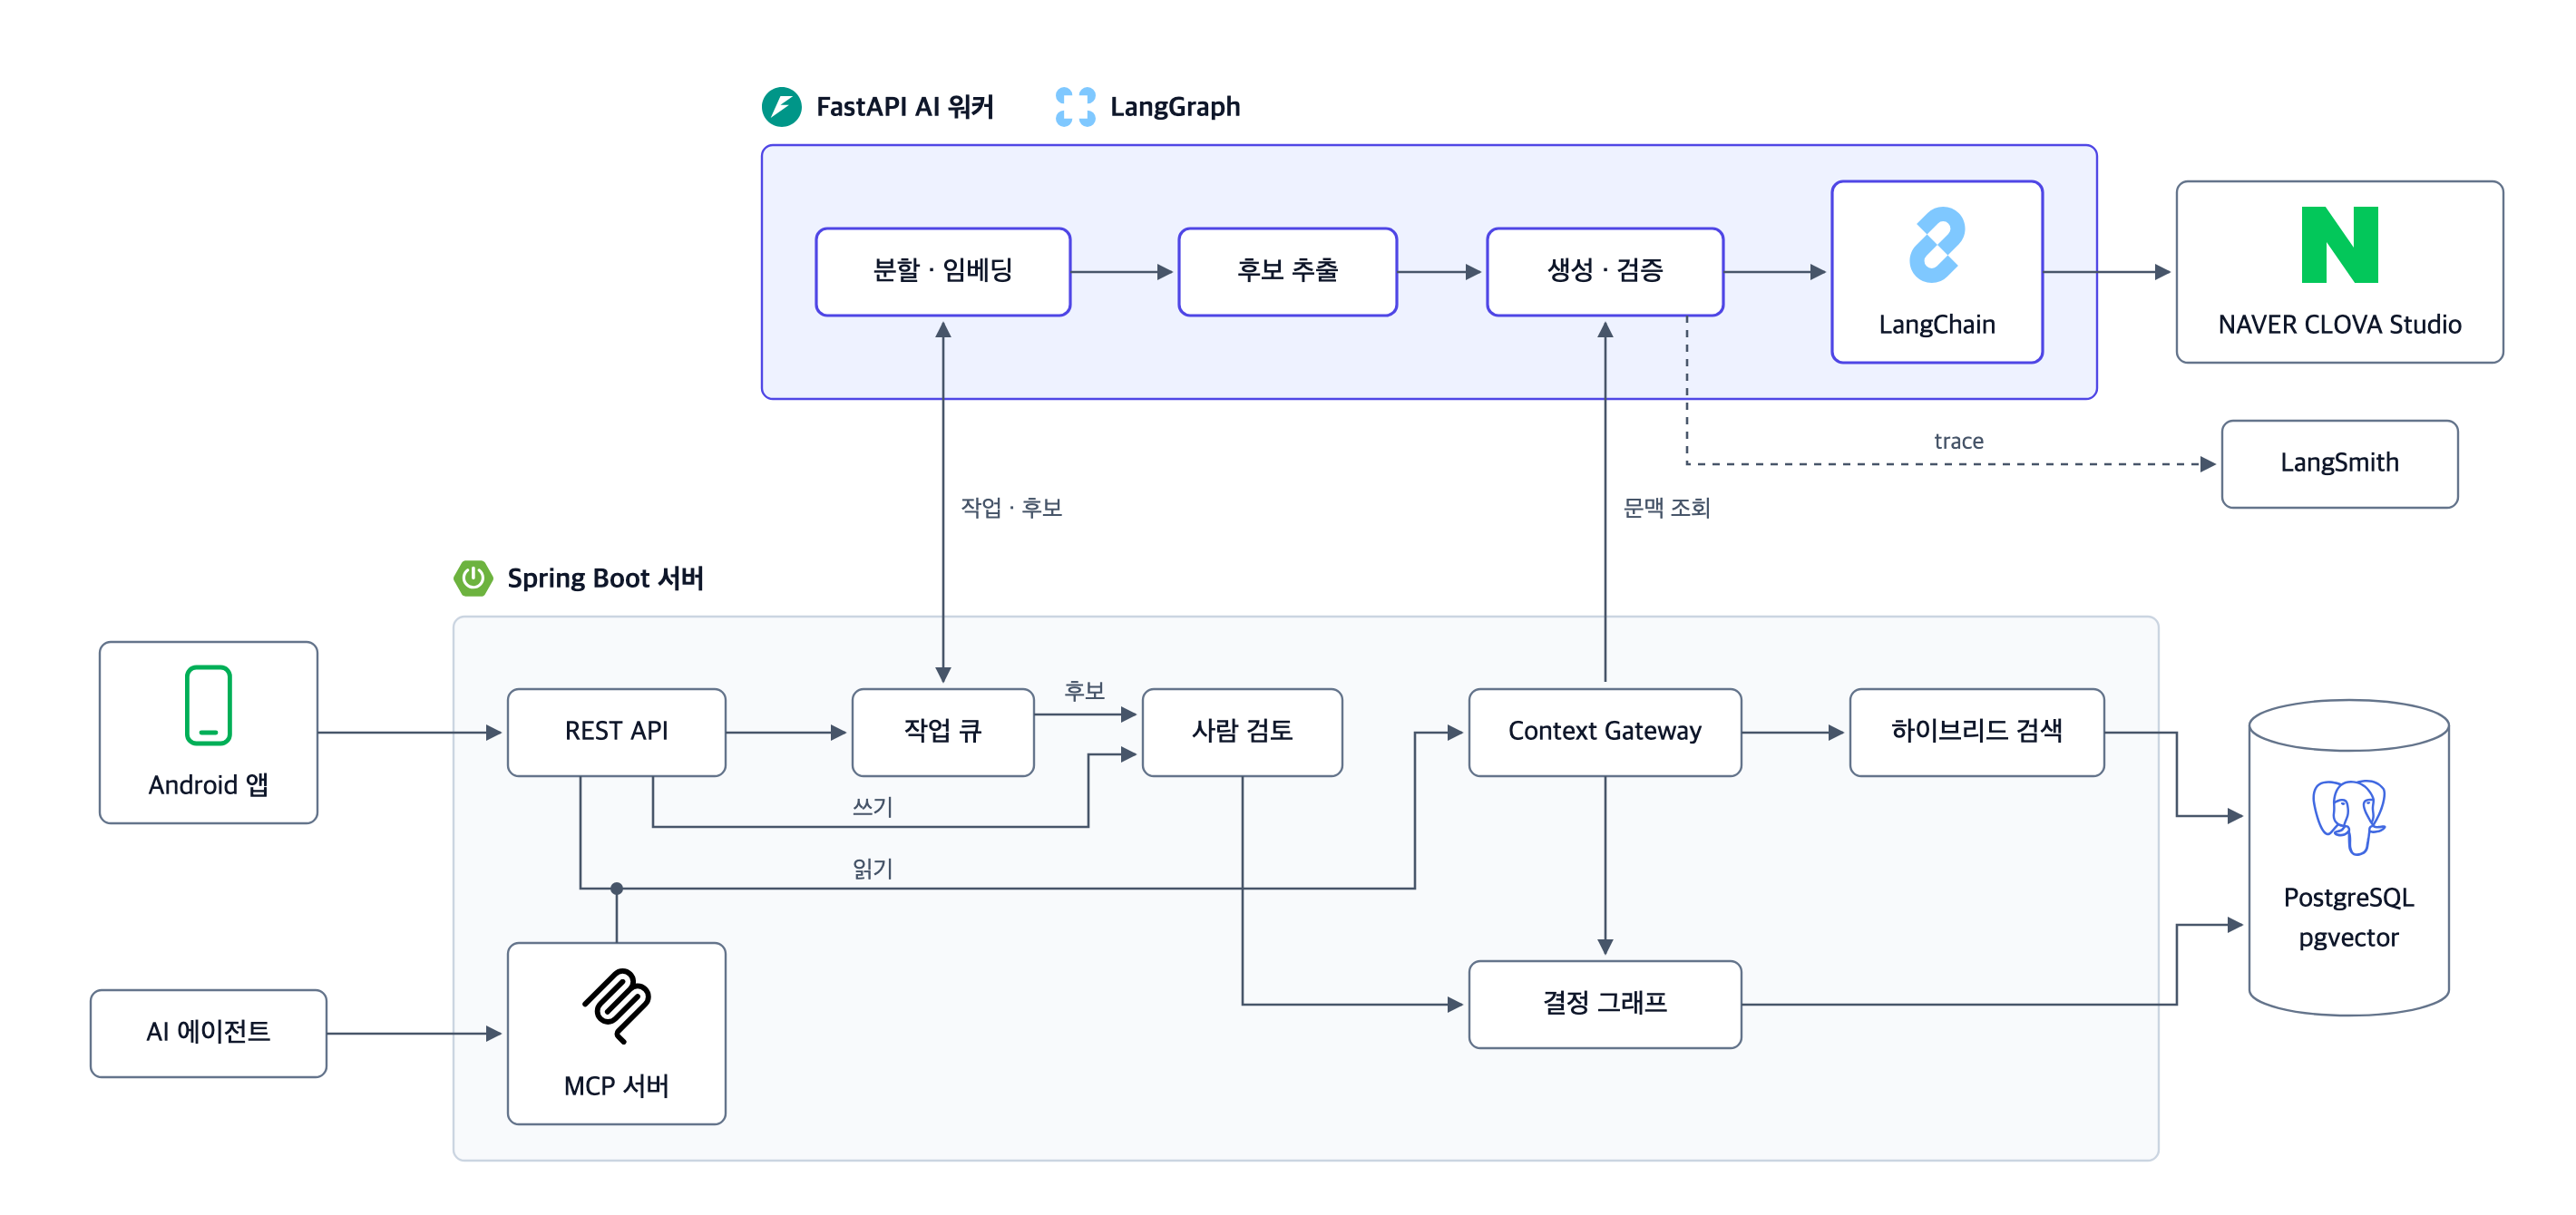 FastAPI AI 워커
LangGraph
분할 · 임베딩
후보 추출
생성 · 검증
LangChain
NAVER CLOVA Studio
trace
LangSmith
작업 · 후보
문맥 조회
Spring Boot 서버
Android 앱
REST API
작업 큐
후보
사람 검토
Context Gateway
하이브리드 검색
쓰기
읽기
PostgreSQL
pgvector
AI 에이전트
MCP 서버
결정 그래프